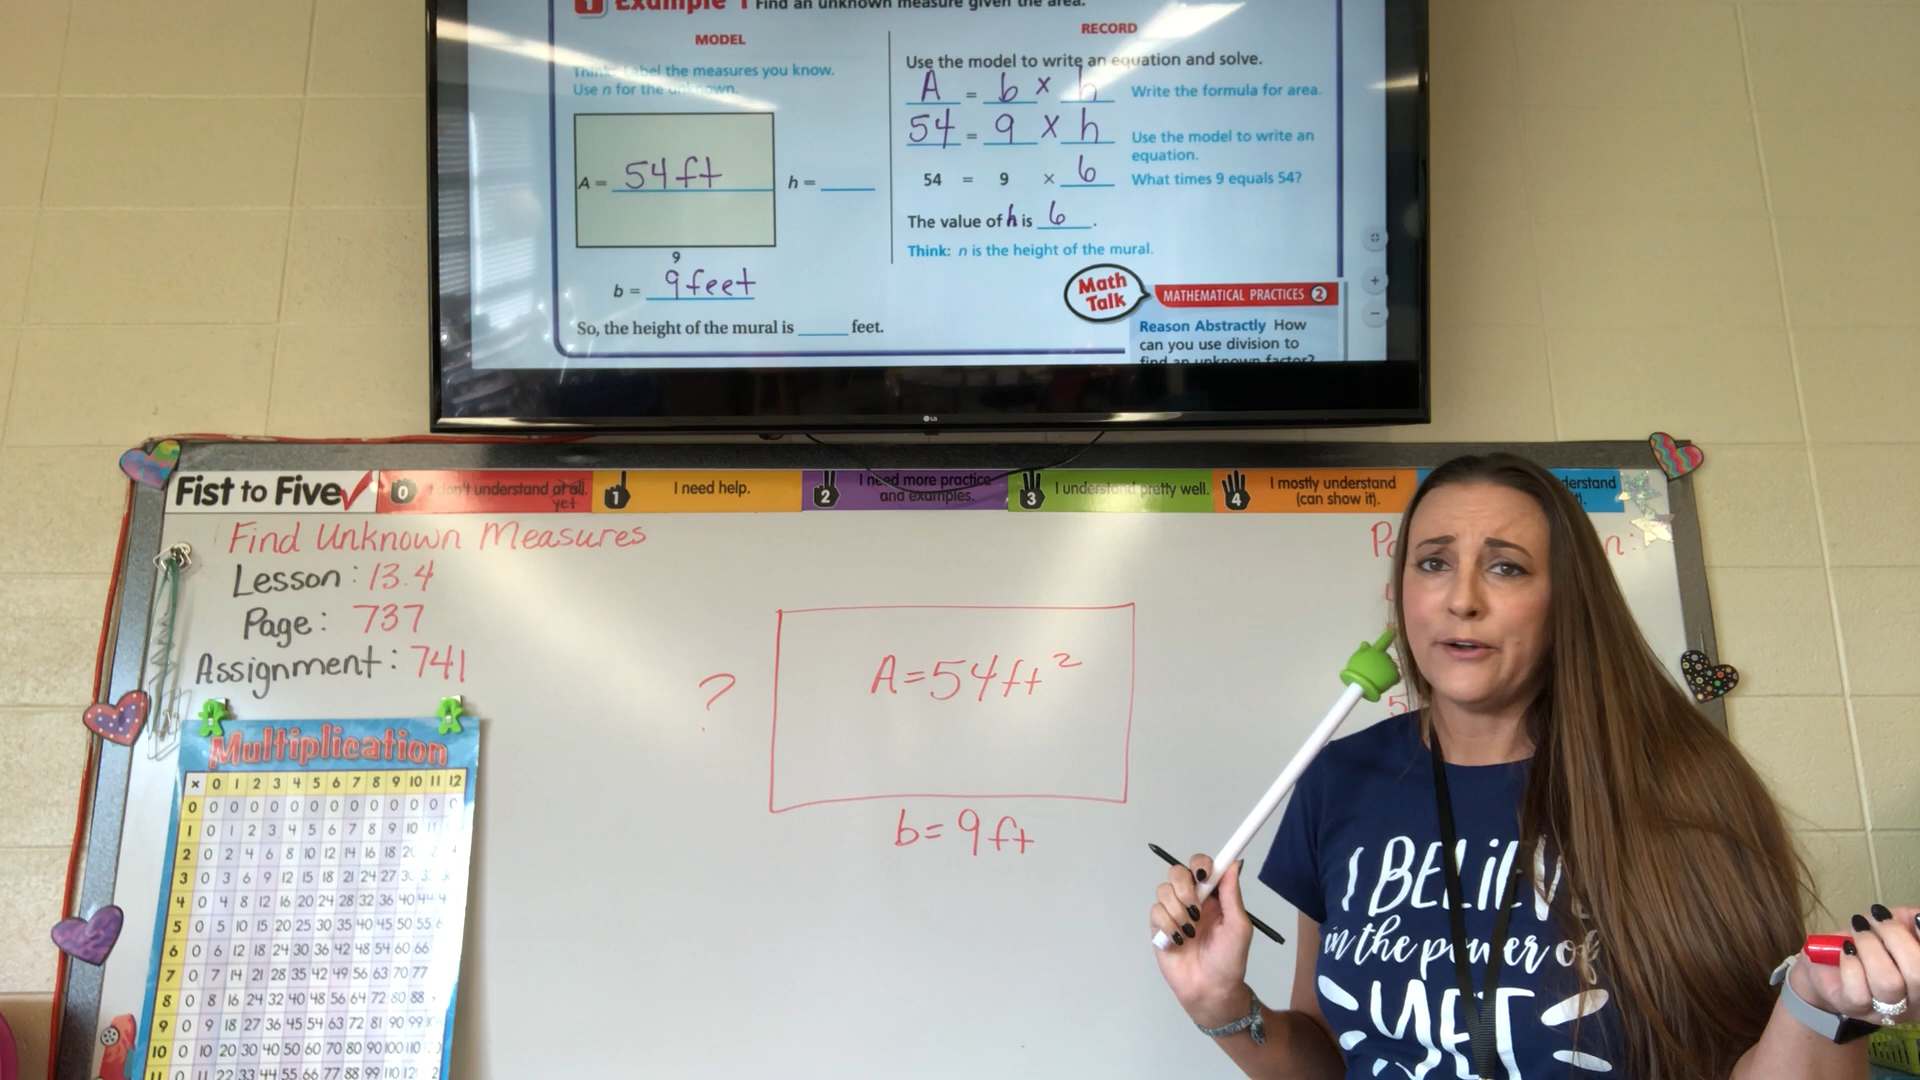 1 Example 1 Find an unknown measure given the area.
MODEL
Think: Label the measures you know.
Use n for the unknown.
A = 54 ft
h =
9
b = 9 feet
So, the height of the mural is ____ feet.
RECORD
Use the model to write an equation and solve.
A = b x h Write the formula for area.
54 = 9 x h Use the model to write an
equation.
54 = 9 × 6 What times 9 equals 54?
The value of h is 6.
Think: n is the height of the mural.
Math
Talk
MATHEMATICAL PRACTICES 2
Reason Abstractly How
can you use division to
find an unknown factor?
LG
Fist to Five
0 I don't understand at all.
yet
1 I need help.
2 I need more practice
and examples.
3 I understand pretty well.
4 I mostly understand
(can show it).
Find Unknown Measures
Lesson: 13.4
Page: 737
Assignment: 741
?
A=54ft²
b=9ft
Multiplication
x 0 1 2 3 4 5 6 7 8 9 10 11 12
0 0 0 0 0 0 0 0 0 0 0 0 0 0
1 0 1 2 3 4 5 6 7 8 9 10 11
2 0 2 4 6 8 10 12 14 16 18
3 0 3 6 9 12 15 18 21 24 27
4 0 4 8 12 16 20 24 28 32 36 40 44
5 0 5 10 15 20 25 30 35 40 45 50 55
6 0 6 12 18 24 30 36 42 48 54 60 66
7 0 7 14 21 28 35 42 49 56 63 70 77
8 0 8 16 24 32 40 48 56 64 72 80 88
9 0 9 18 27 36 45 54 63 72 81 90 99
10 0 10 20 30 40 50 60 70 80 90 100 110
11 0 11 22 33 44 55 66 77 88 99 110 121
I BELIEVE
in the power of
YET